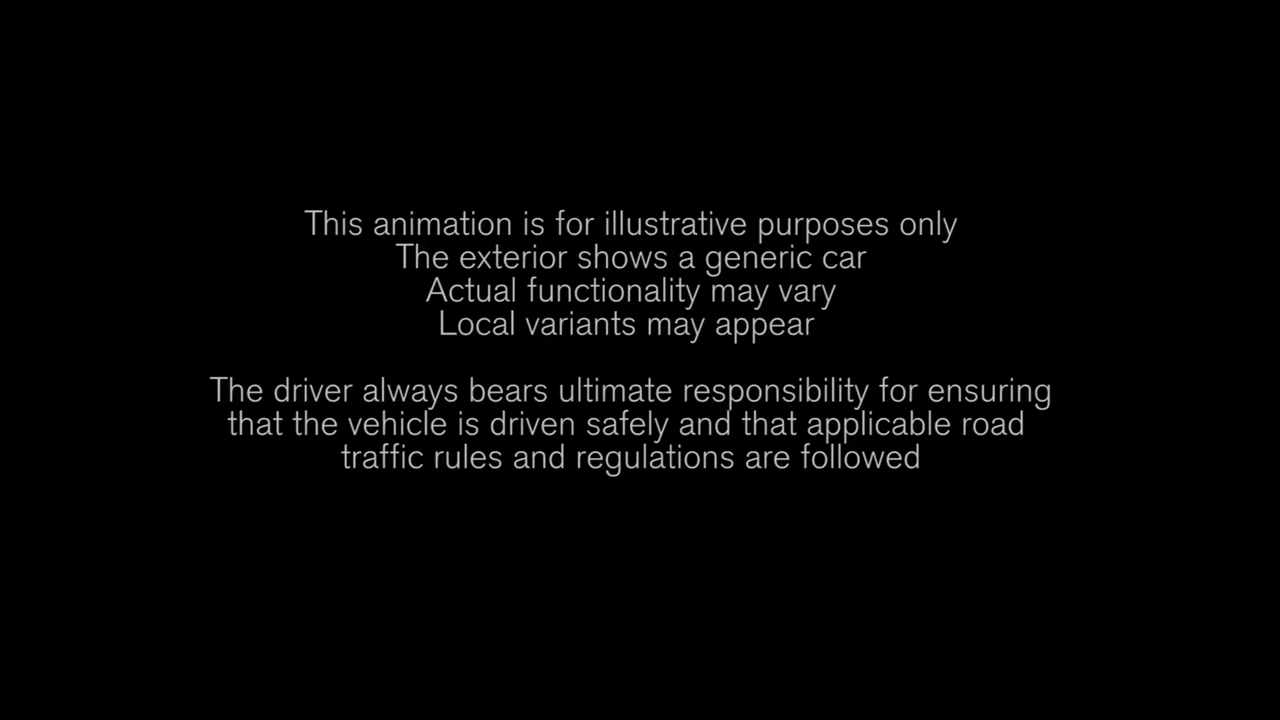 This animation is for illustrative purposes only
The exterior shows a generic car
Actual functionality may vary
Local variants may appear
The driver always bears ultimate responsibility for ensuring
that the vehicle is driven safely and that applicable road
traffic rules and regulations are followed